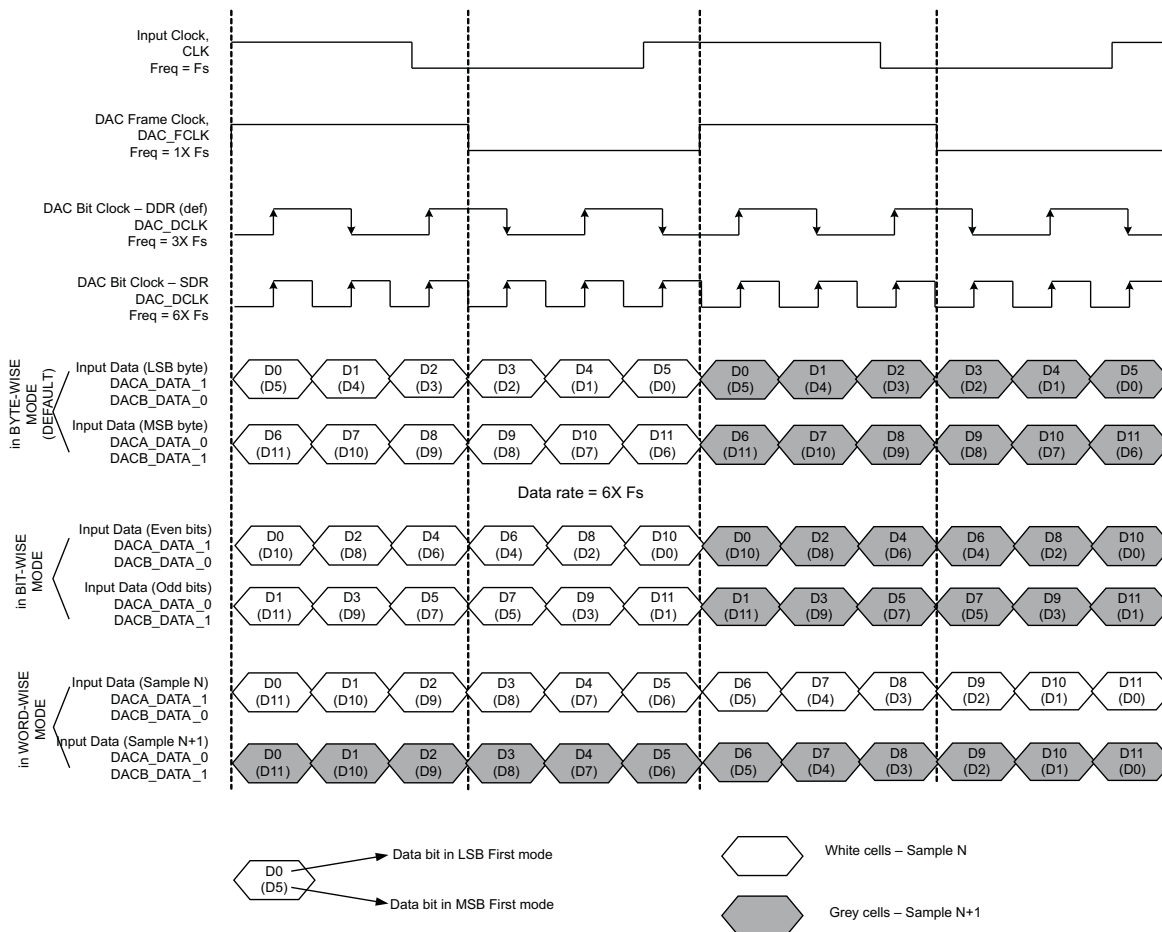 Input Clock,
CLK
Freq = Fs
DAC Frame Clock,
DAC_FCLK
Freq = 1X Fs
DAC Bit Clock – DDR (def)
DAC_DCLK
Freq = 3X Fs
DAC Bit Clock – SDR
DAC_DCLK
Freq = 6X Fs
in BYTE-WISE
MODE
(DEFAULT)
Input Data (LSB byte)
DACA_DATA_1
DACB_DATA_0
D0 D1 D2 D3 D4 D5 D0 D1 D2 D3 D4 D5
(D5) (D4) (D3) (D2) (D1) (D0) (D5) (D4) (D3) (D2) (D1) (D0)
Input Data (MSB byte)
DACA_DATA_0
DACB_DATA_1
D6 D7 D8 D9 D10 D11 D6 D7 D8 D9 D10 D11
(D11) (D10) (D9) (D8) (D7) (D6) (D11) (D10) (D9) (D8) (D7) (D6)
Data rate = 6X Fs
in BIT-WISE
MODE
Input Data (Even bits)
DACA_DATA_1
DACB_DATA_0
D0 D2 D4 D6 D8 D10 D0 D2 D4 D6 D8 D10
(D10) (D8) (D6) (D4) (D2) (D0) (D10) (D8) (D6) (D4) (D2) (D0)
Input Data (Odd bits)
DACA_DATA_0
DACB_DATA_1
D1 D3 D5 D7 D9 D11 D1 D3 D5 D7 D9 D11
(D11) (D9) (D7) (D5) (D3) (D1) (D11) (D9) (D7) (D5) (D3) (D1)
in WORD-WISE
MODE
Input Data (Sample N)
DACA_DATA_1
DACB_DATA_0
D0 D1 D2 D3 D4 D5 D6 D7 D8 D9 D10 D11
(D11) (D10) (D9) (D8) (D7) (D6) (D5) (D4) (D3) (D2) (D1) (D0)
Input Data (Sample N+1)
DACA_DATA_0
DACB_DATA_1
D0 D1 D2 D3 D4 D5 D6 D7 D8 D9 D10 D11
(D11) (D10) (D9) (D8) (D7) (D6) (D5) (D4) (D3) (D2) (D1) (D0)
D0
(D5)
Data bit in LSB First mode
Data bit in MSB First mode
White cells – Sample N
Grey cells – Sample N+1